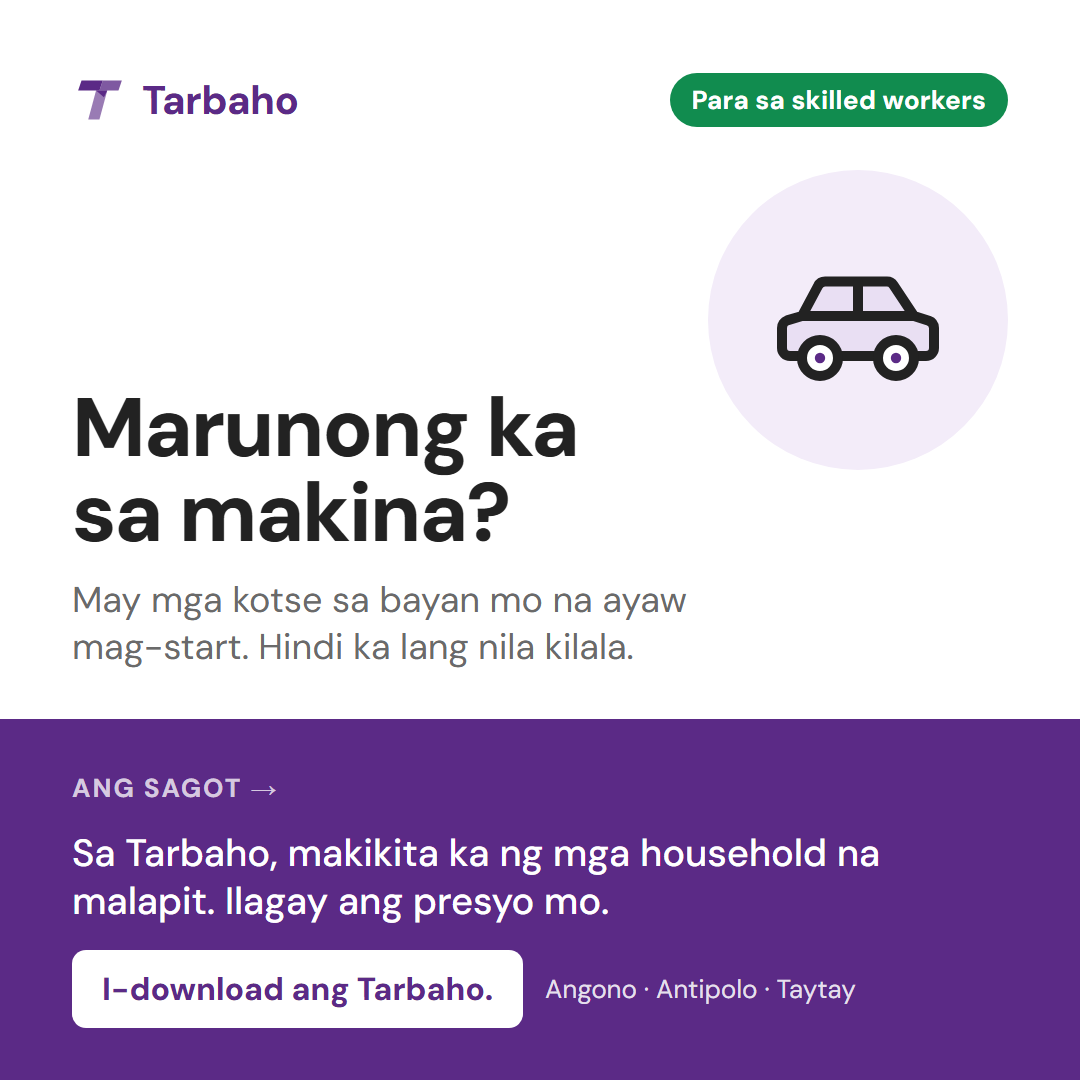 Tarbaho
Para sa skilled workers
Marunong ka
sa makina?
May mga kotse sa bayan mo na ayaw
mag-start. Hindi ka lang nila kilala.
ANG SAGOT →
Sa Tarbaho, makikita ka ng mga household na
malapit. Ilagay ang presyo mo.
I-download ang Tarbaho.
Angono · Antipolo · Taytay